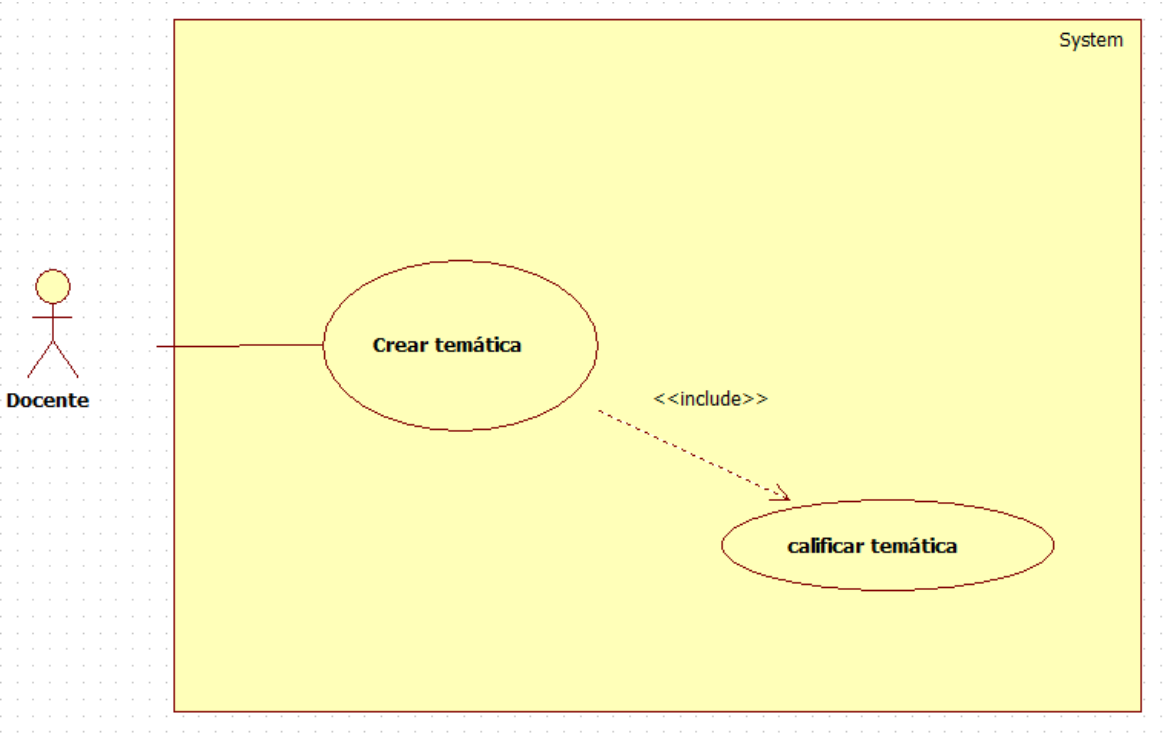 System
Crear temática
<<include>>
Docente
calificar temática